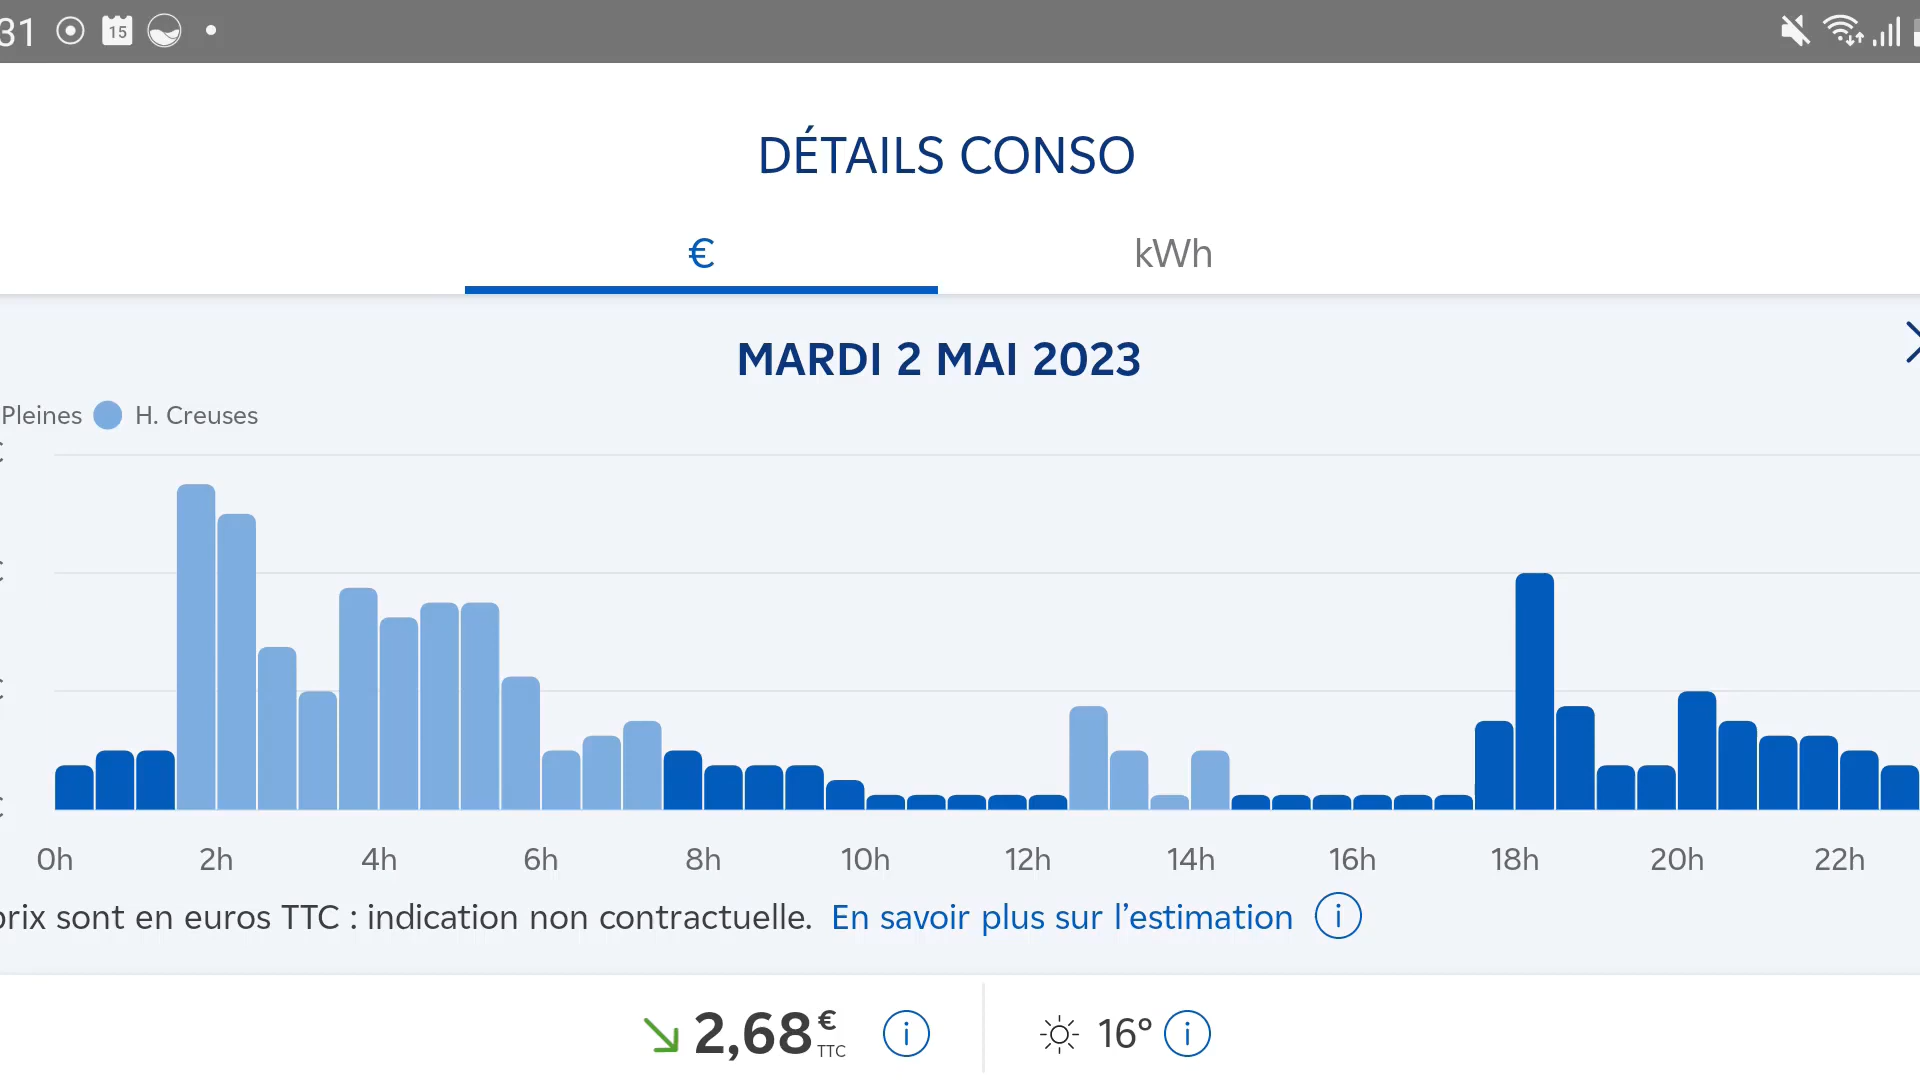 31 15
DÉTAILS CONSO
€ kWh
MARDI 2 MAI 2023
Pleines H. Creuses
0h 2h 4h 6h 8h 10h 12h 14h 16h 18h 20h 22h
prix sont en euros TTC : indication non contractuelle. En savoir plus sur l’estimation i
2,68 € TTC i 16° i